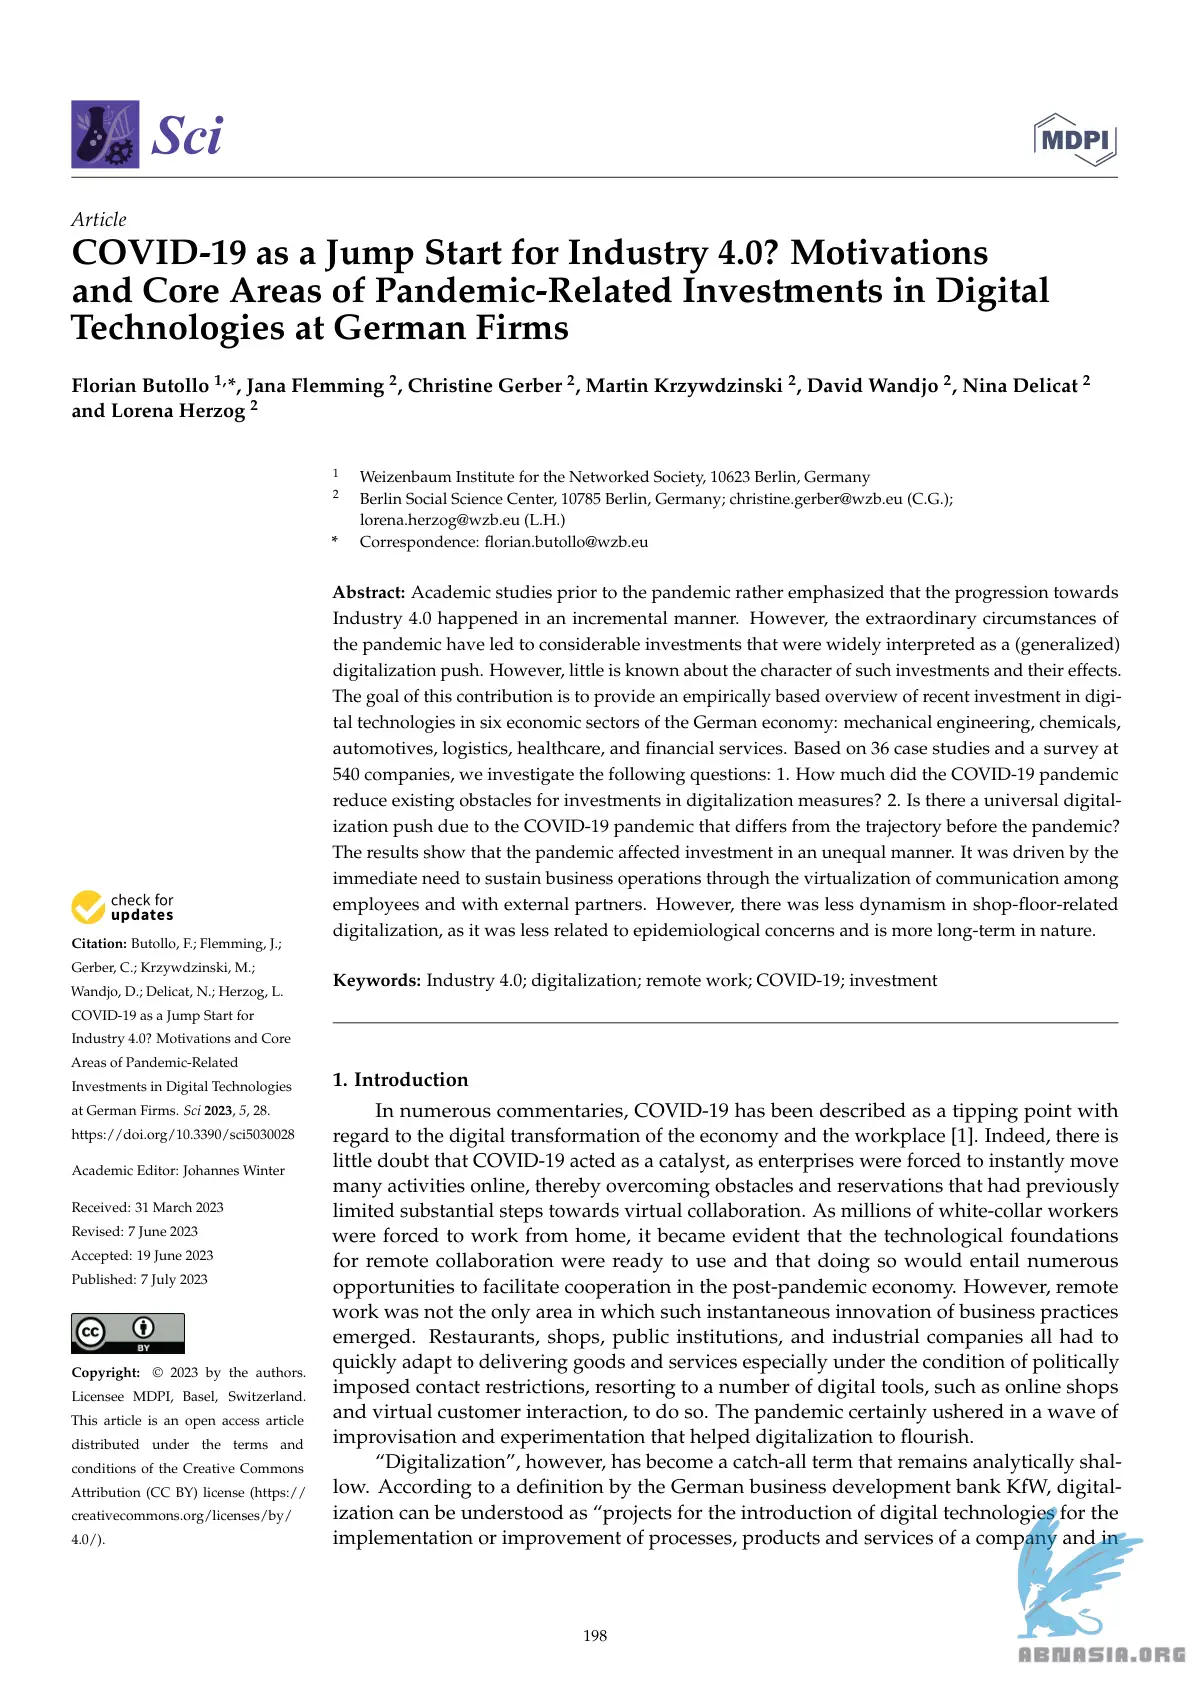 Sci
MDPI
Article
COVID-19 as a Jump Start for Industry 4.0? Motivations
and Core Areas of Pandemic-Related Investments in Digital
Technologies at German Firms
Florian Butollo 1,*, Jana Flemming 2, Christine Gerber 2, Martin Krzywdzinski 2, David Wandjo 2, Nina Delicat 2
and Lorena Herzog 2
1 Weizenbaum Institute for the Networked Society, 10623 Berlin, Germany
2 Berlin Social Science Center, 10785 Berlin, Germany; christine.gerber@wzb.eu (C.G.);
lorena.herzog@wzb.eu (L.H.)
* Correspondence: florian.butollo@wzb.eu
Abstract: Academic studies prior to the pandemic rather emphasized that the progression towards
Industry 4.0 happened in an incremental manner. However, the extraordinary circumstances of
the pandemic have led to considerable investments that were widely interpreted as a (generalized)
digitalization push. However, little is known about the character of such investments and their effects.
The goal of this contribution is to provide an empirically based overview of recent investment in digi-
tal technologies in six economic sectors of the German economy: mechanical engineering, chemicals,
automotives, logistics, healthcare, and financial services. Based on 36 case studies and a survey at
540 companies, we investigate the following questions: 1. How much did the COVID-19 pandemic
reduce existing obstacles for investments in digitalization measures? 2. Is there a universal digital-
ization push due to the COVID-19 pandemic that differs from the trajectory before the pandemic?
The results show that the pandemic affected investment in an unequal manner. It was driven by the
immediate need to sustain business operations through the virtualization of communication among
employees and with external partners. However, there was less dynamism in shop-floor-related
digitalization, as it was less related to epidemiological concerns and is more long-term in nature.
Keywords: Industry 4.0; digitalization; remote work; COVID-19; investment
check for
updates
Citation: Butollo, F.; Flemming, J.;
Gerber, C.; Krzywdzinski, M.;
Wandjo, D.; Delicat, N.; Herzog, L.
COVID-19 as a Jump Start for
Industry 4.0? Motivations and Core
Areas of Pandemic-Related
Investments in Digital Technologies
at German Firms. Sci 2023, 5, 28.
https://doi.org/10.3390/sci5030028
Academic Editor: Johannes Winter
Received: 31 March 2023
Revised: 7 June 2023
Accepted: 19 June 2023
Published: 7 July 2023
cc
BY
Copyright: © 2023 by the authors.
Licensee MDPI, Basel, Switzerland.
This article is an open access article
distributed under the terms and
conditions of the Creative Commons
Attribution (CC BY) license (https://
creativecommons.org/licenses/by/
4.0/).
1. Introduction
In numerous commentaries, COVID-19 has been described as a tipping point with
regard to the digital transformation of the economy and the workplace [1]. Indeed, there is
little doubt that COVID-19 acted as a catalyst, as enterprises were forced to instantly move
many activities online, thereby overcoming obstacles and reservations that had previously
limited substantial steps towards virtual collaboration. As millions of white-collar workers
were forced to work from home, it became evident that the technological foundations
for remote collaboration were ready to use and that doing so would entail numerous
opportunities to facilitate cooperation in the post-pandemic economy. However, remote
work was not the only area in which such instantaneous innovation of business practices
emerged. Restaurants, shops, public institutions, and industrial companies all had to
quickly adapt to delivering goods and services especially under the condition of politically
imposed contact restrictions, resorting to a number of digital tools, such as online shops
and virtual customer interaction, to do so. The pandemic certainly ushered in a wave of
improvisation and experimentation that helped digitalization to flourish.
“Digitalization”, however, has become a catch-all term that remains analytically shal-
low. According to a definition by the German business development bank KfW, digital-
ization can be understood as “projects for the introduction of digital technologies for the
implementation or improvement of processes, products and services of a company and in
198
ABNASIA.ORG